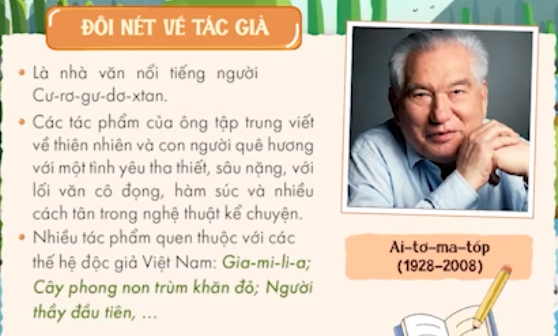 ĐÔI NÉT VỀ TÁC GIẢ
• Là nhà văn nổi tiếng người
Cư-rơ-gư-dơ-xtan.
• Các tác phẩm của ông tập trung viết
về thiên nhiên và con người quê hương
với một tình yêu tha thiết, sâu nặng, với
lối văn cô đọng, hàm súc và nhiều
cách tân trong nghệ thuật kể chuyện.
• Nhiều tác phẩm quen thuộc với các
thế hệ độc giả Việt Nam: Gia-mi-li-a;
Cây phong non trùm khăn đỏ; Người
thầy đầu tiên, ...
Ai-tơ-ma-tốp
(1928-2008)